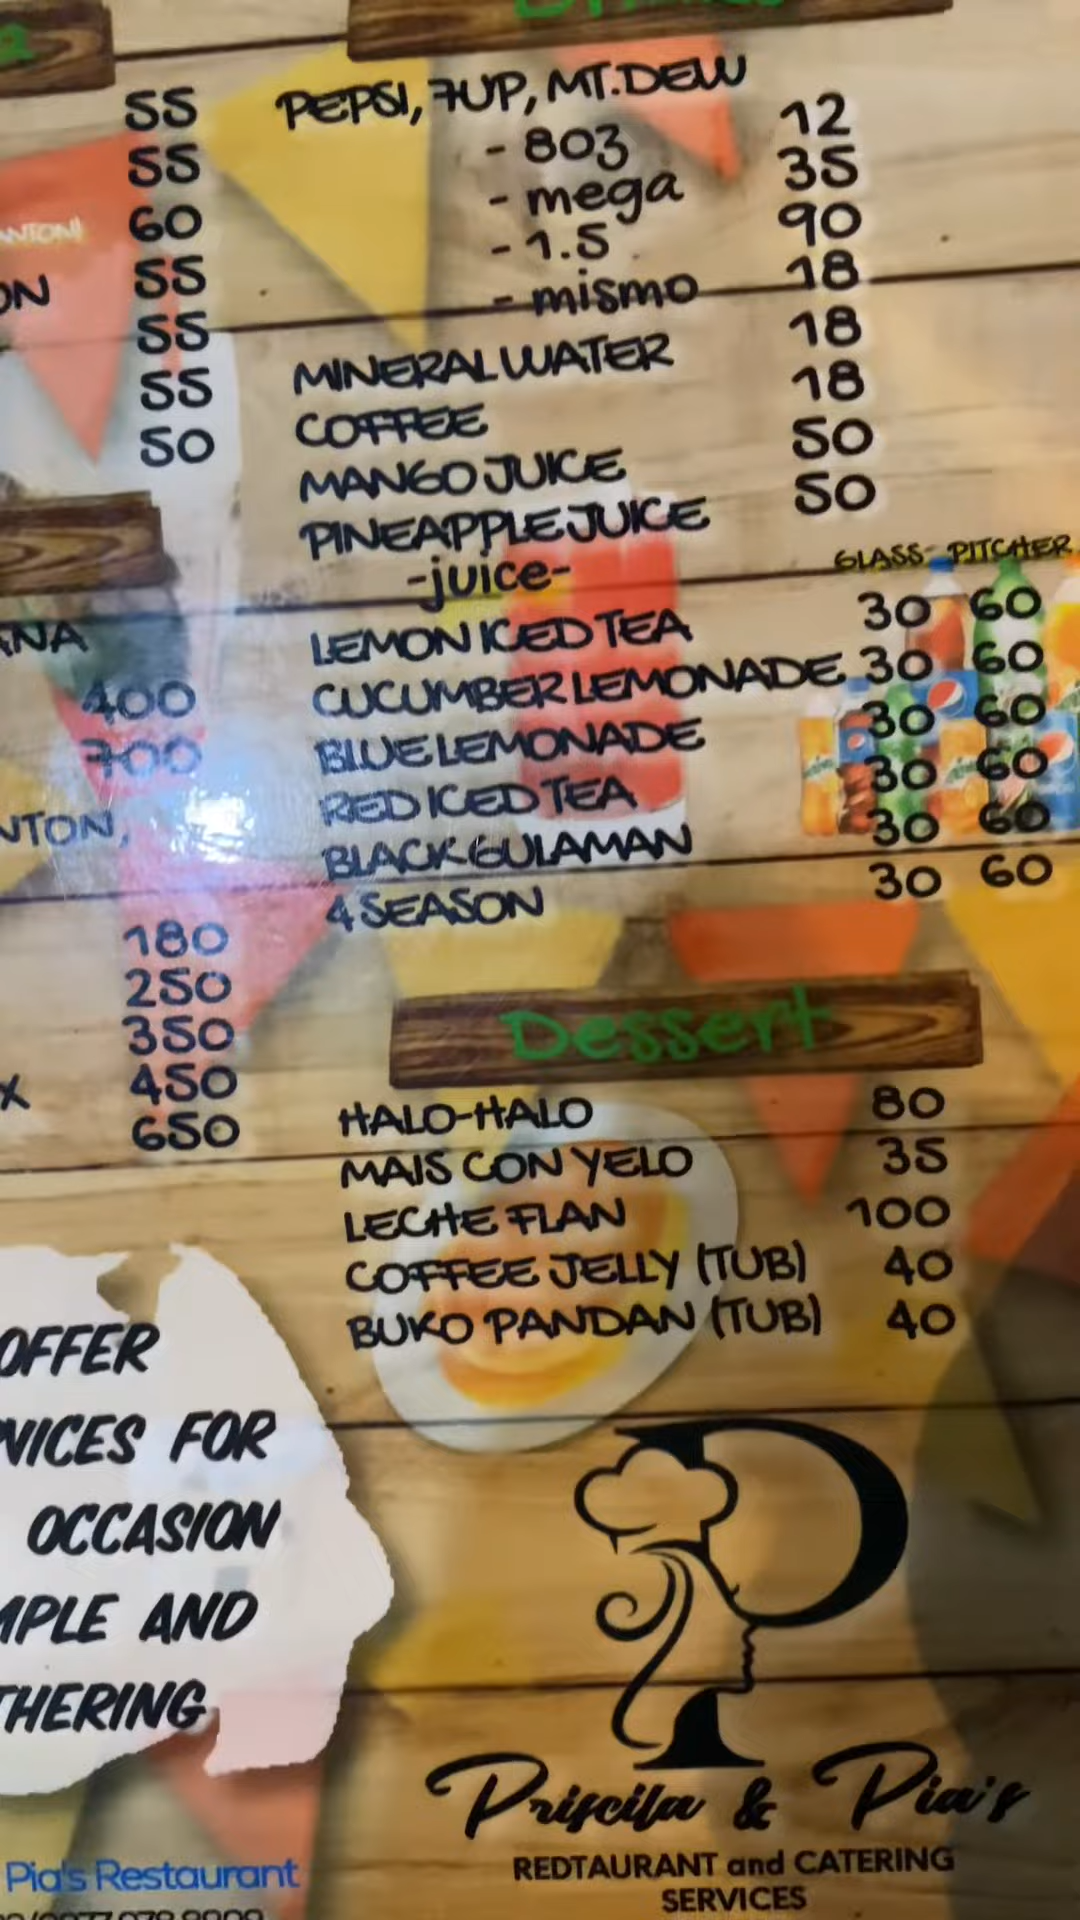 Drinks
PEPSI, 7UP, MT.DEW
- 803 12
- mega 35
- 1.5 90
- mismo 18
MINERAL WATER 18
COFFEE 18
MANGO JUICE 50
PINEAPPLE JUICE 50
-juice-
GLASS- PITCHER
LEMON ICED TEA 30 60
CUCUMBER LEMONADE 30 60
BLUE LEMONADE 30 60
RED ICED TEA 30 60
BLACK GULAMAN 30 60
4 SEASON 30 60
Dessert
HALO-HALO 80
MAIS CON YELO 35
LECHE FLAN 100
COFFEE JELLY (TUB) 40
BUKO PANDAN (TUB) 40
Priscila & Pia's
REDTAURANT and CATERING
SERVICES
55
55
60
ANTON)
ON 55
55
55
50
ANA
400
700
NTON,
180
250
350
X 450
650
OFFER
VICES FOR
OCCASION
MPLE AND
THERING
Pia's Restaurant